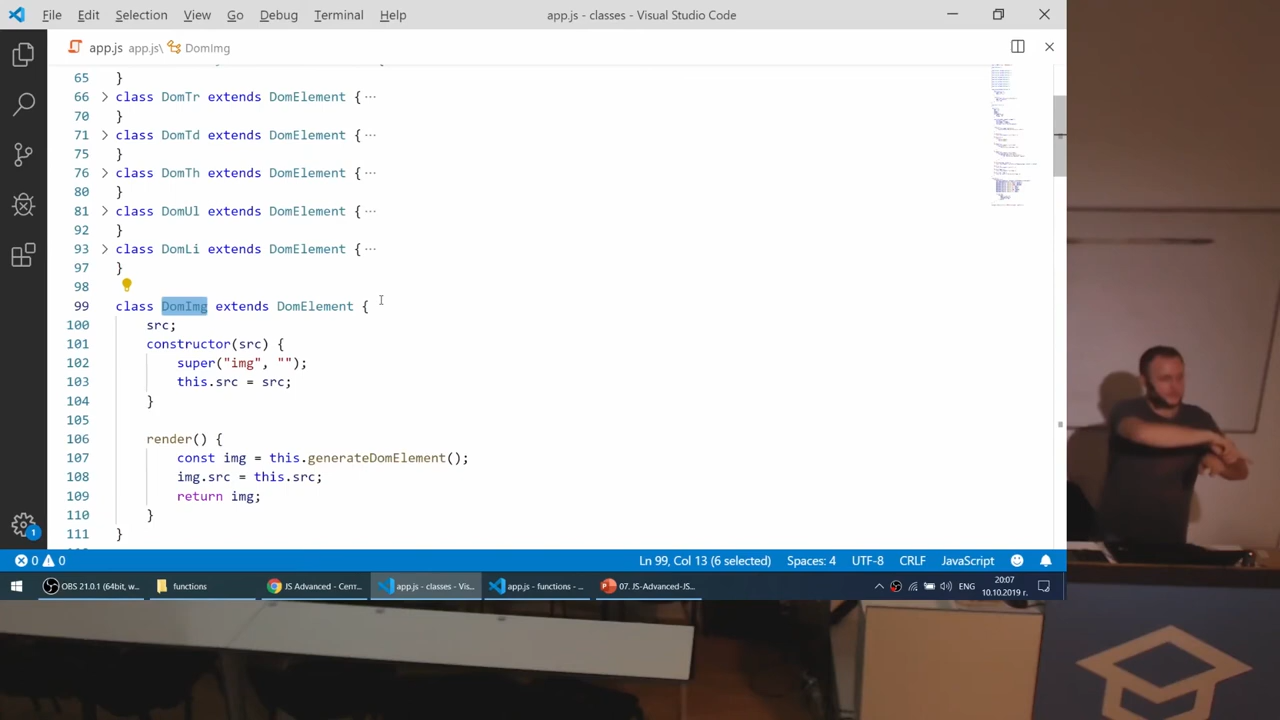 File Edit Selection View Go Debug Terminal Help app.js - classes - Visual Studio Code
app.js app.js\ DomImg
65 }
66 class DomTr extends DomElement { ···
70
71 class DomTd extends DomElement { ···
75
76 class DomTh extends DomElement { ···
80
81 class DomUl extends DomElement { ···
92 }
93 class DomLi extends DomElement { ···
97 }
98
99 class DomImg extends DomElement {
100 src;
101 constructor(src) {
102 super("img", "");
103 this.src = src;
104 }
105
106 render() {
107 const img = this.generateDomElement();
108 img.src = this.src;
109 return img;
110 }
111 }
1
0 0 Ln 99, Col 13 (6 selected) Spaces: 4 UTF-8 CRLF JavaScript
OBS 21.0.1 (64bit, w... functions JS Advanced - Септ... app.js - classes - Vis... app.js - functions - ... 07. JS-Advanced-JS... ENG 20:07
10.10.2019 г.